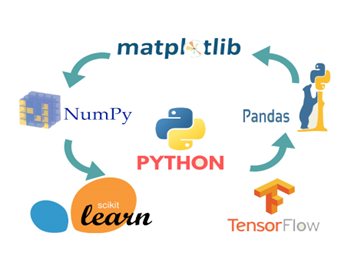 matplotlib
NumPy
Pandas
PYTHON
scikit
learn
TensorFlow